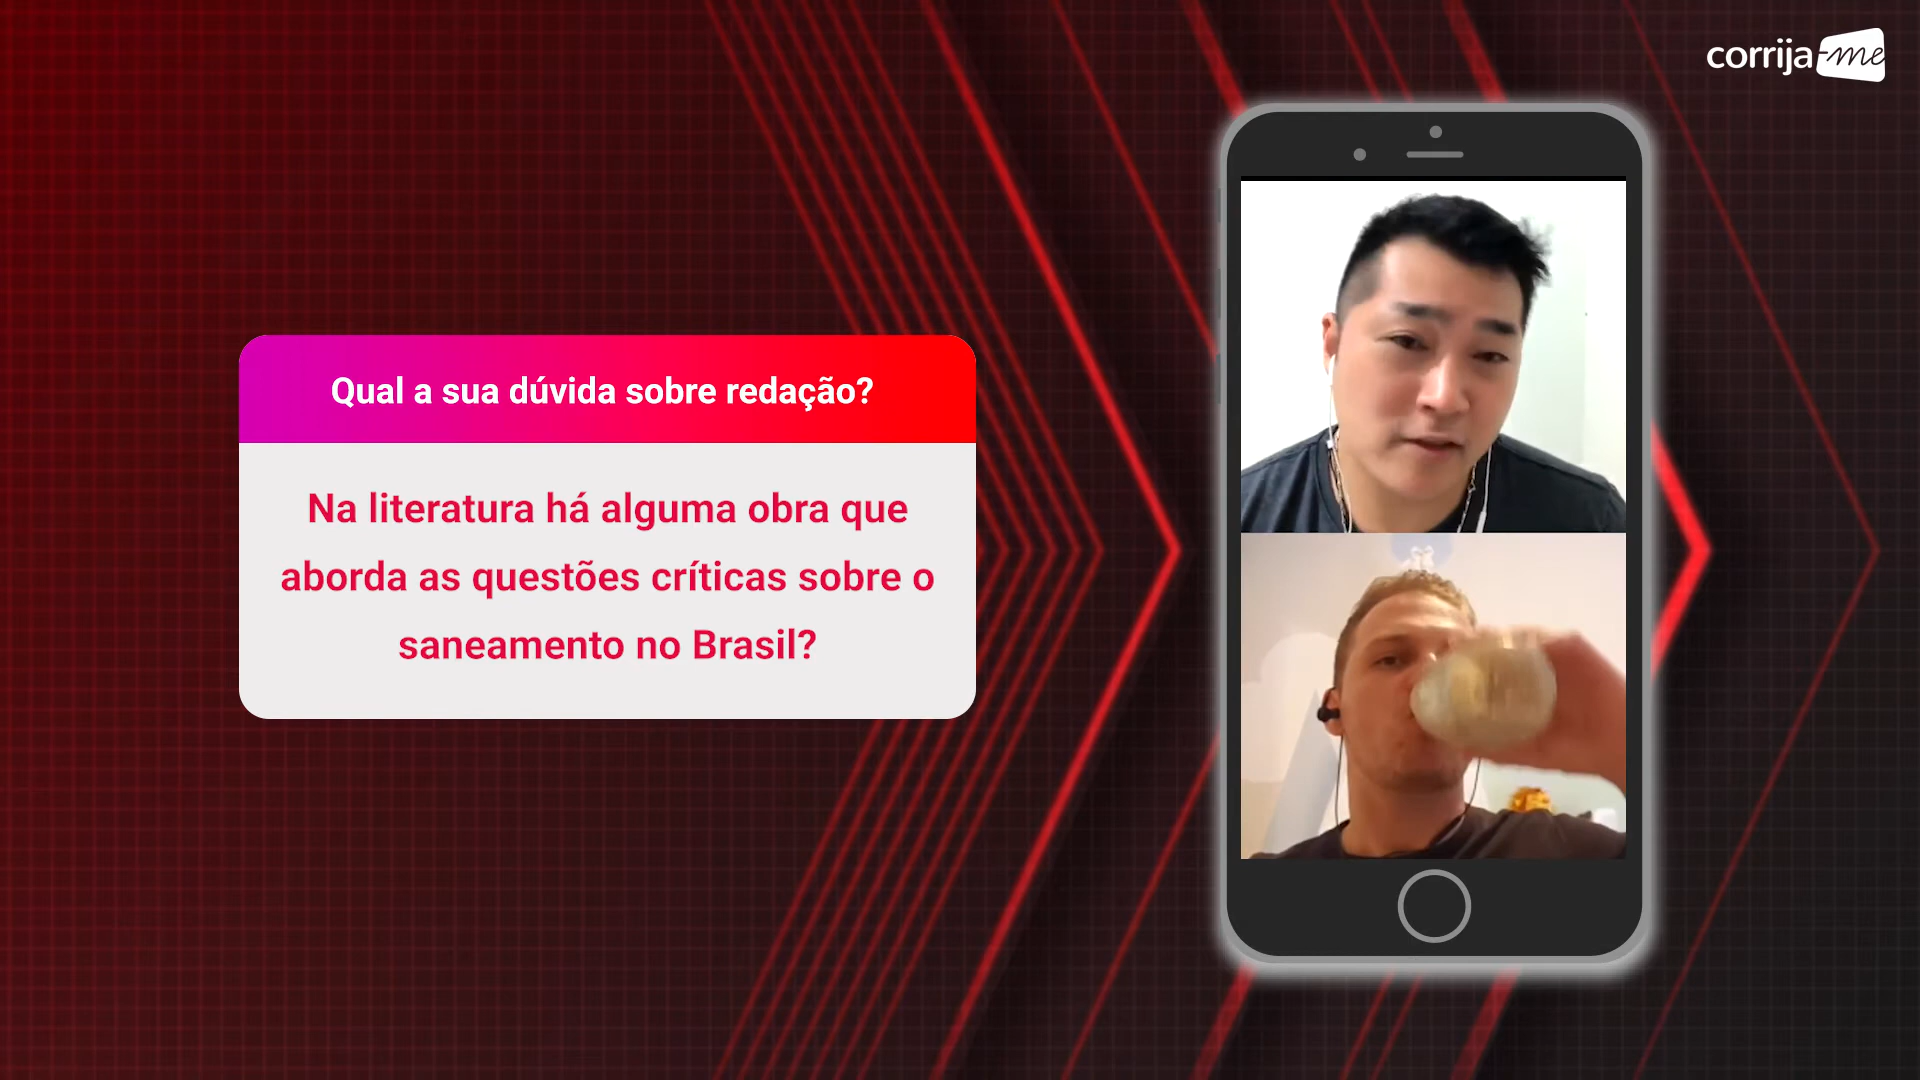 corrija-me
Qual a sua dúvida sobre redação?
Na literatura há alguma obra que
aborda as questões críticas sobre o
saneamento no Brasil?